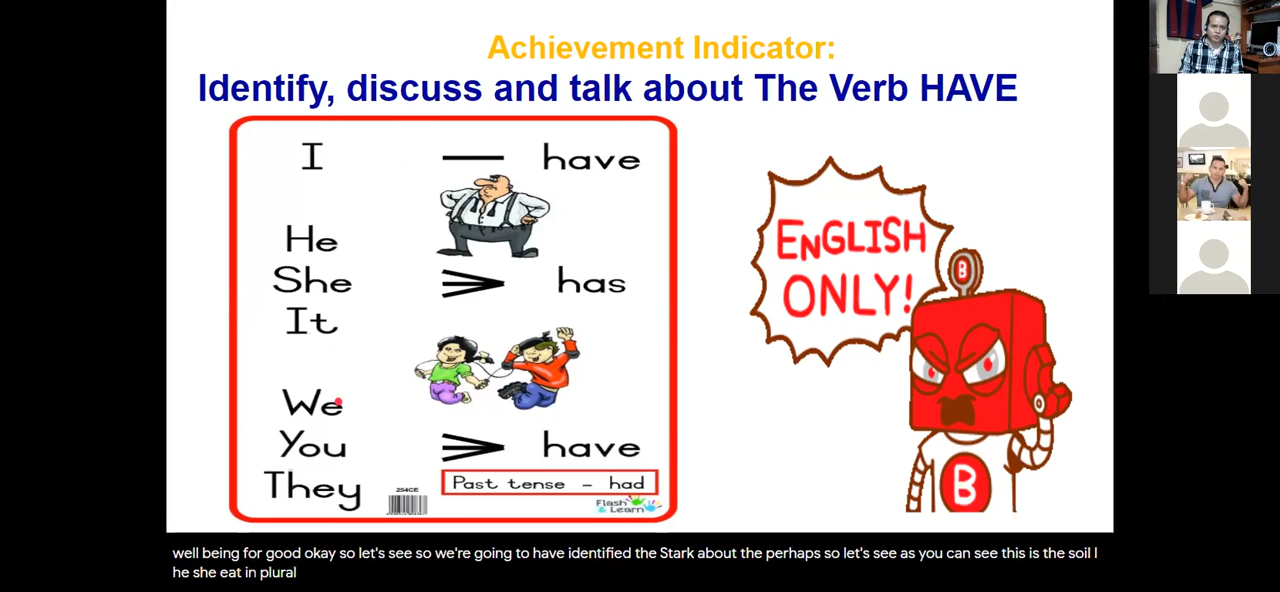 Achievement Indicator:
Identify, discuss and talk about The Verb HAVE
I — have
He
She has
It
We
You have
They
Past tense - had
254CE
Flash
& Learn
ENGLISH
ONLY!
B
B
well being for good okay so let's see so we're going to have identified the Stark about the perhaps so let's see as you can see this is the soil I
he she eat in plural